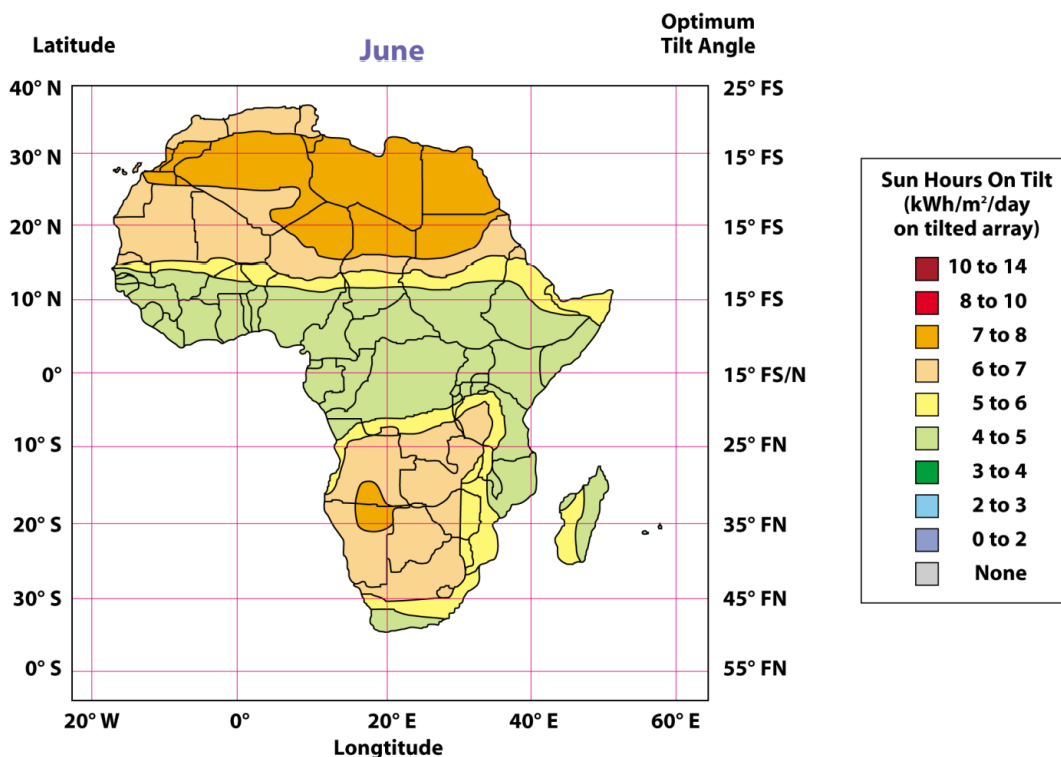 Latitude
June
Optimum
Tilt Angle
40° N
25° FS
30° N
15° FS
20° N
15° FS
10° N
15° FS
0°
15° FS/N
10° S
25° FN
20° S
35° FN
30° S
45° FN
0° S
55° FN
20° W
0°
20° E
40° E
60° E
Longtitude
Sun Hours On Tilt
(kWh/m²/day
on tilted array)
10 to 14
8 to 10
7 to 8
6 to 7
5 to 6
4 to 5
3 to 4
2 to 3
0 to 2
None